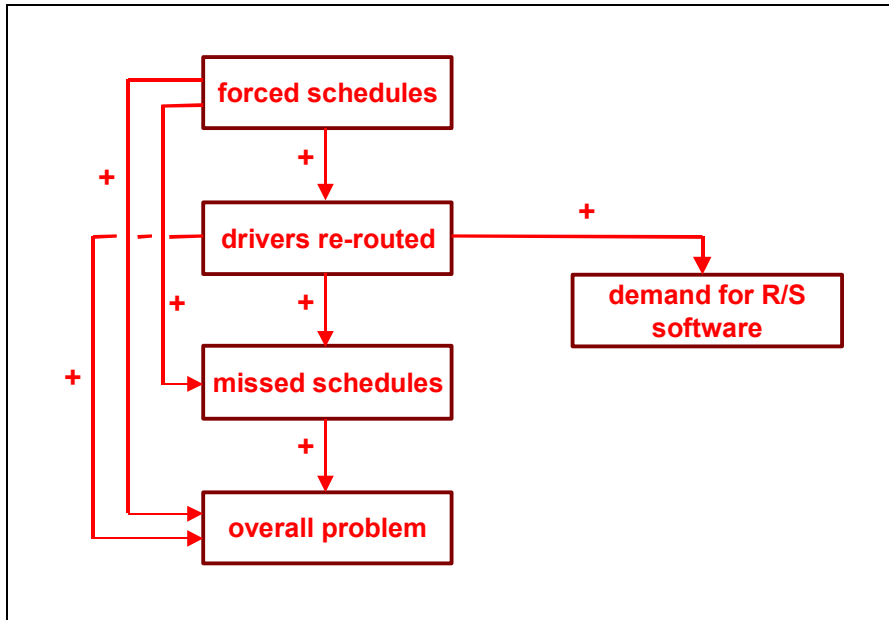 forced schedules
+
+
drivers re-routed
+
+
+
demand for R/S
software
+
missed schedules
+
overall problem